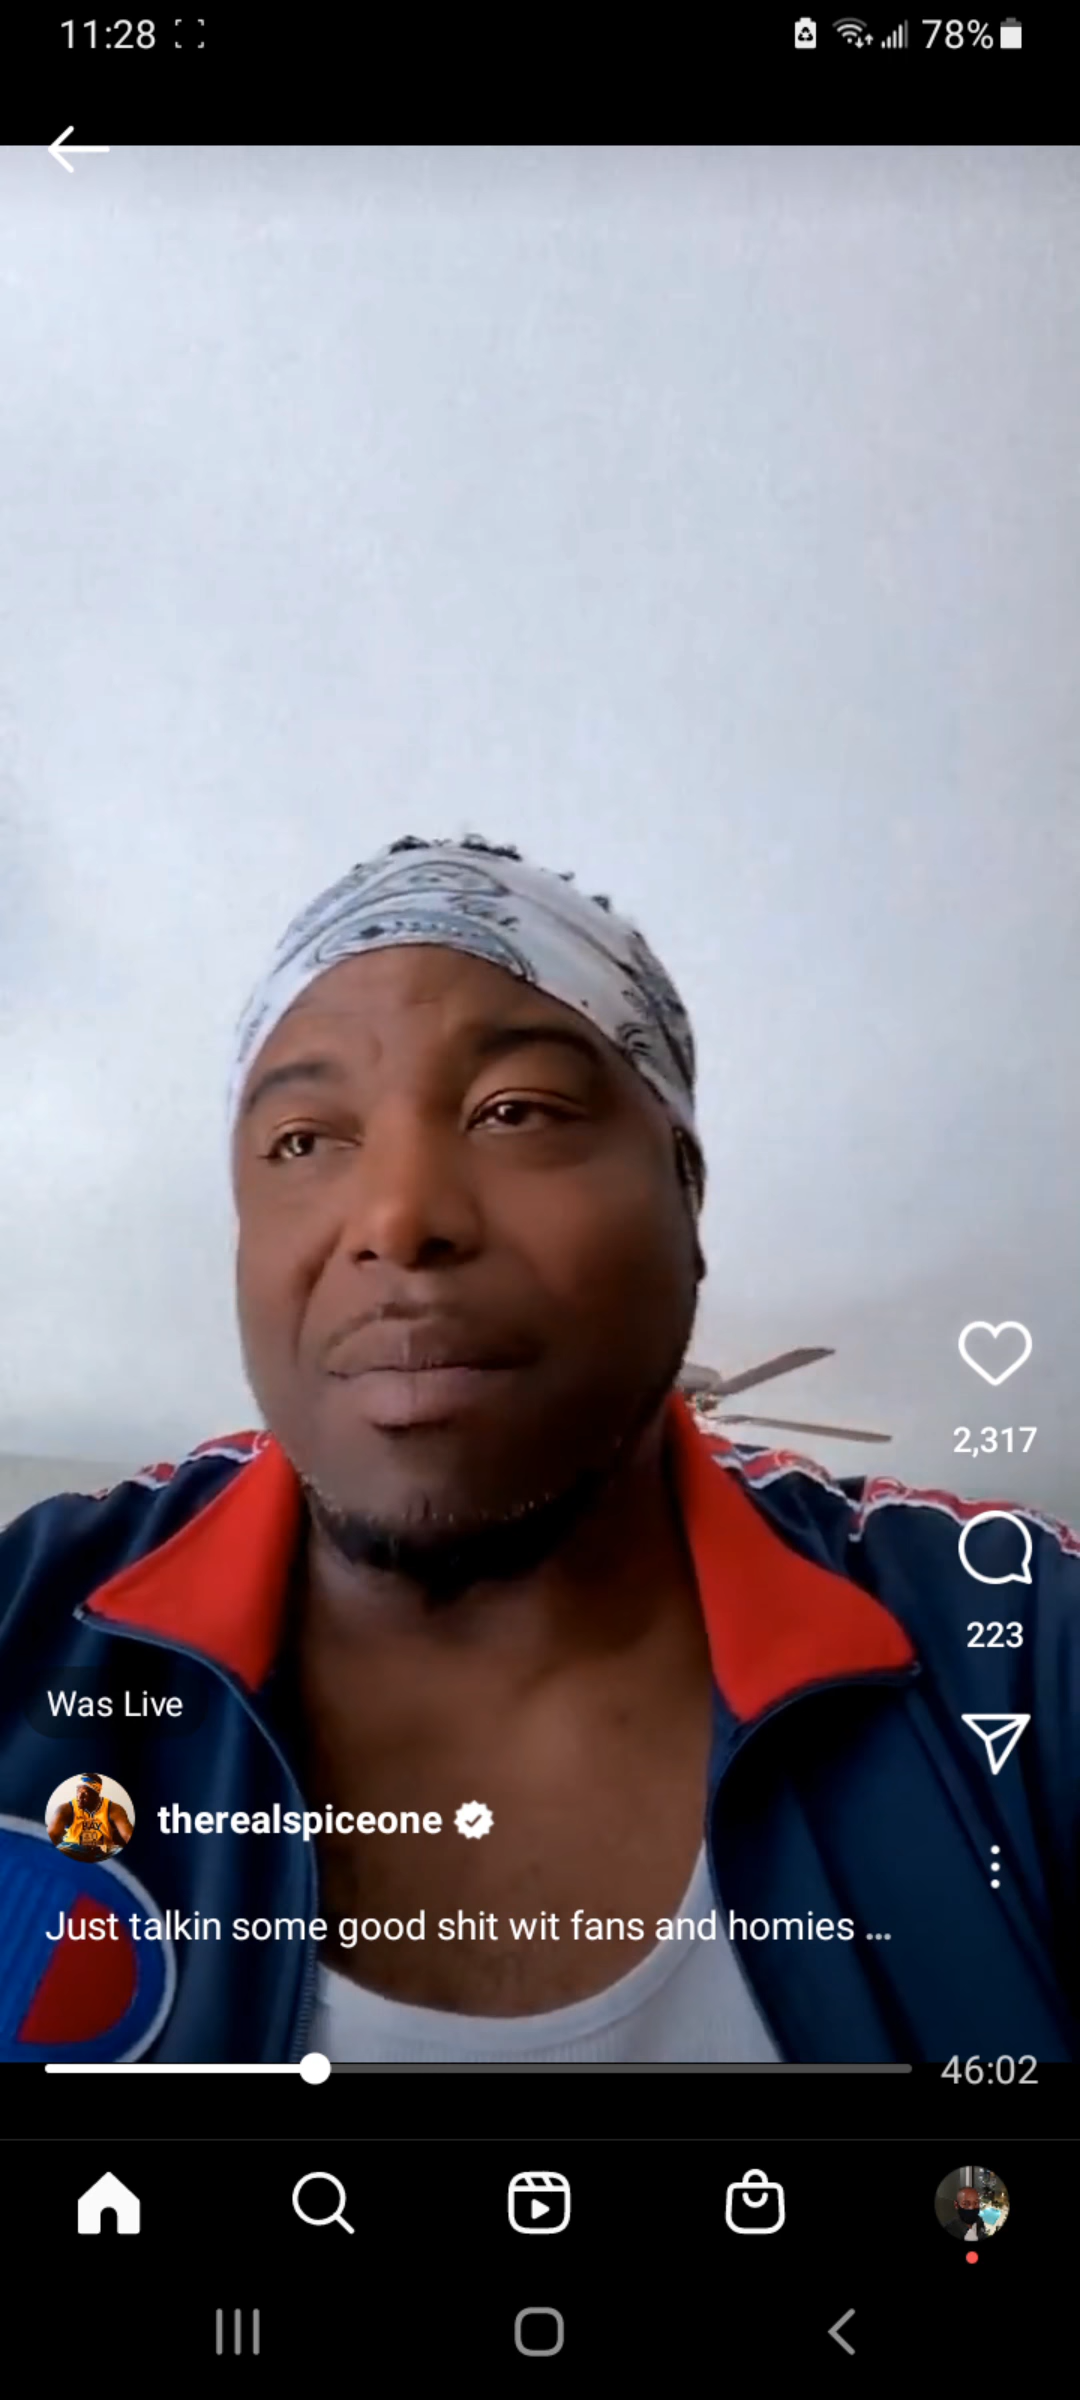 11:28
78%
2,317
223
Was Live
therealspiceone
Just talkin some good shit wit fans and homies ...
46:02